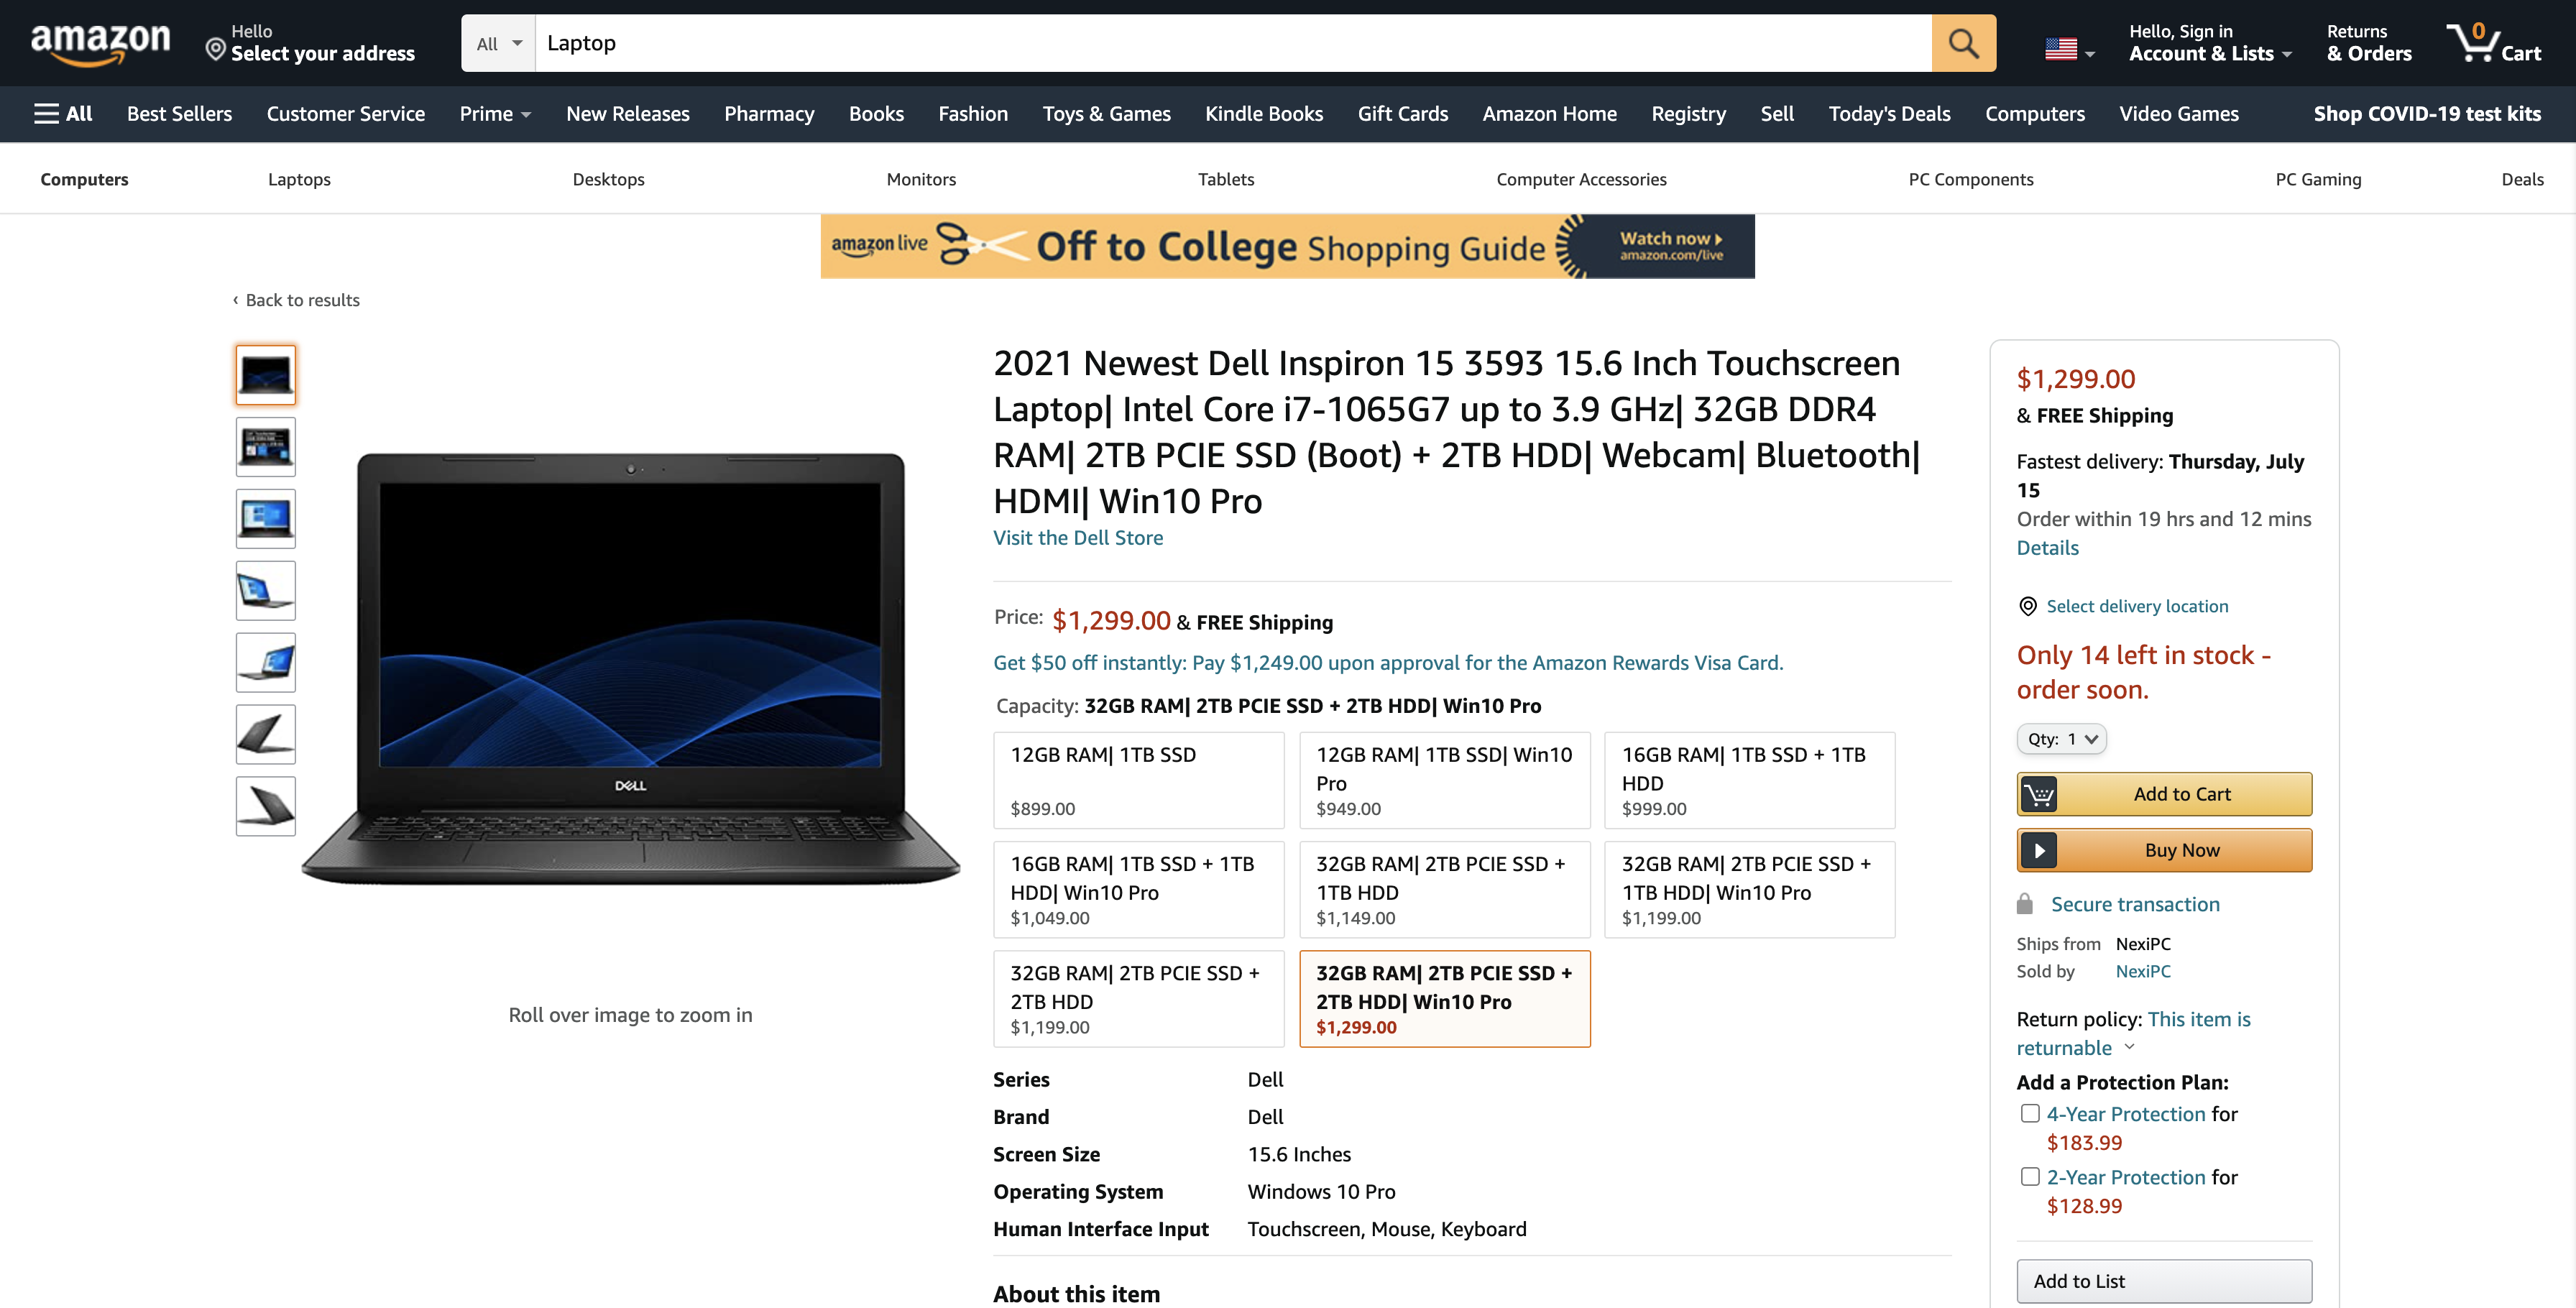 amazon
Hello
Select your address
All
Laptop
Hello, Sign in
Account & Lists
Returns
& Orders
0
Cart
All
Best Sellers
Customer Service
Prime
New Releases
Pharmacy
Books
Fashion
Toys & Games
Kindle Books
Gift Cards
Amazon Home
Registry
Sell
Today's Deals
Computers
Video Games
Shop COVID-19 test kits
Computers
Laptops
Desktops
Monitors
Tablets
Computer Accessories
PC Components
PC Gaming
Deals
amazon live
Off to College Shopping Guide
Watch now
amazon.com/live
‹ Back to results
DELL
Roll over image to zoom in
2021 Newest Dell Inspiron 15 3593 15.6 Inch Touchscreen
Laptop| Intel Core i7-1065G7 up to 3.9 GHz| 32GB DDR4
RAM| 2TB PCIE SSD (Boot) + 2TB HDD| Webcam| Bluetooth|
HDMI| Win10 Pro
Visit the Dell Store
Price: $1,299.00 & FREE Shipping
Get $50 off instantly: Pay $1,249.00 upon approval for the Amazon Rewards Visa Card.
Capacity: 32GB RAM| 2TB PCIE SSD + 2TB HDD| Win10 Pro
12GB RAM| 1TB SSD
$899.00
12GB RAM| 1TB SSD| Win10
Pro
$949.00
16GB RAM| 1TB SSD + 1TB
HDD
$999.00
16GB RAM| 1TB SSD + 1TB
HDD| Win10 Pro
$1,049.00
32GB RAM| 2TB PCIE SSD +
1TB HDD
$1,149.00
32GB RAM| 2TB PCIE SSD +
1TB HDD| Win10 Pro
$1,199.00
32GB RAM| 2TB PCIE SSD +
2TB HDD
$1,199.00
32GB RAM| 2TB PCIE SSD +
2TB HDD| Win10 Pro
$1,299.00
Series Dell
Brand Dell
Screen Size 15.6 Inches
Operating System Windows 10 Pro
Human Interface Input Touchscreen, Mouse, Keyboard
About this item
$1,299.00
& FREE Shipping
Fastest delivery: Thursday, July
15
Order within 19 hrs and 12 mins
Details
Select delivery location
Only 14 left in stock -
order soon.
Qty: 1
Add to Cart
Buy Now
Secure transaction
Ships from NexiPC
Sold by NexiPC
Return policy: This item is
returnable
Add a Protection Plan:
4-Year Protection for
$183.99
2-Year Protection for
$128.99
Add to List